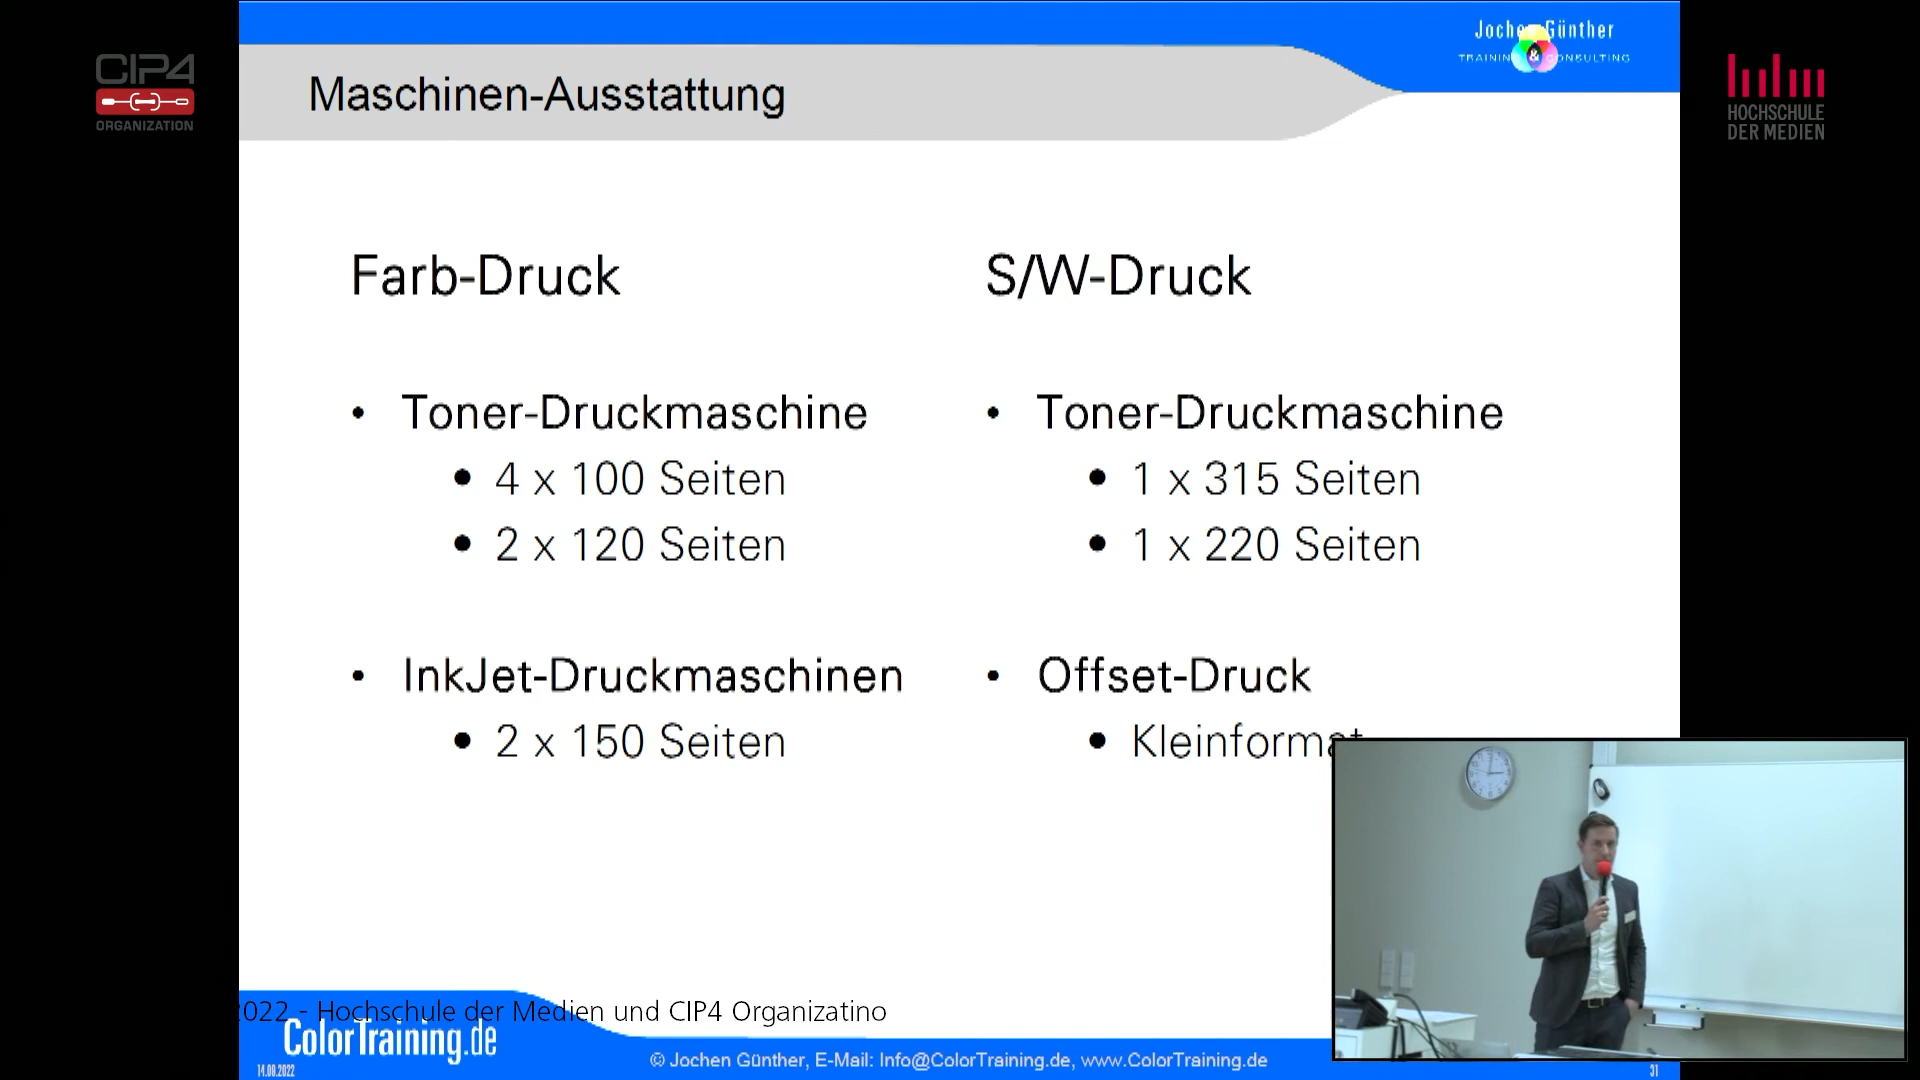 CIP4
ORGANIZATION
Jochen Günther
TRAINING & CONSULTING
HOCHSCHULE
DER MEDIEN
Maschinen-Ausstattung
Farb-Druck
• Toner-Druckmaschine
• 4 x 100 Seiten
• 2 x 120 Seiten
• InkJet-Druckmaschinen
• 2 x 150 Seiten
S/W-Druck
• Toner-Druckmaschine
• 1 x 315 Seiten
• 1 x 220 Seiten
• Offset-Druck
• Kleinformat
2022 - Hochschule der Medien und CIP4 Organizatino
ColorTraining.de
© Jochen Günther, E-Mail: Info@ColorTraining.de, www.ColorTraining.de
14.09.2022
31